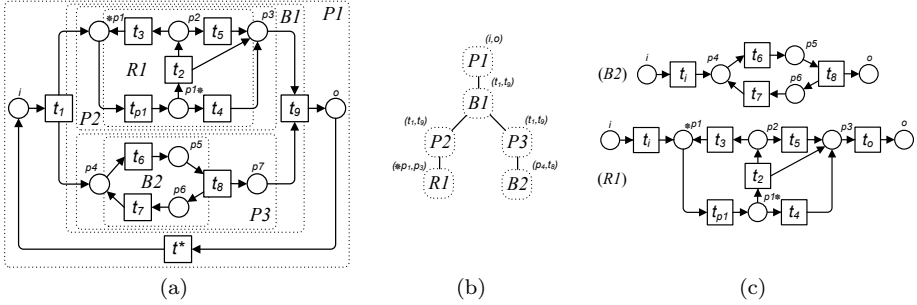 P1
B1
i
t1
*p1
t3
p2
t5
p3
R1
t2
p1*
P2
tp1
t4
t9
o
p4
t6
p5
B2
p6
t8
p7
t7
P3
t*
(a)
(i,o)
P1
(t1,t9)
B1
(t1,t9)
P2
(t1,t9)
P3
(*p1,p3)
R1
(p4,t8)
B2
(b)
(B2)
i
ti
p4
t6
p5
t7
p6
t8
o
(R1)
i
ti
*p1
t3
p2
t5
p3
to
o
t2
p1*
tp1
t4
(c)